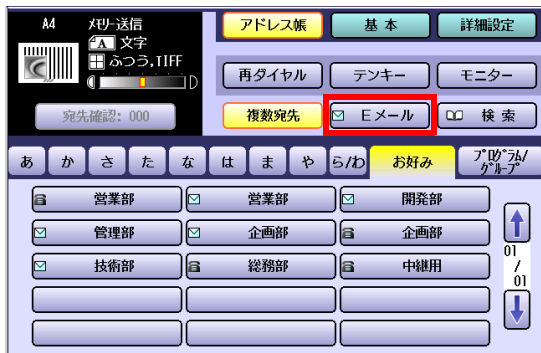 A4 ﾒﾓﾘｰ送信 アドレス帳 基本 詳細設定
A 文字
ふつう,TIFF
再ダイヤル テンキー モニター
D
宛先確認: 000 複数宛先 Eメール 検索
あ か さ た な は ま や ら/わ お好み ﾌﾟﾛｸﾞﾗﾑ/
ｸﾞﾙｰﾌﾟ
営業部 営業部 開発部
管理部 企画部 企画部
01
/
01
技術部 総務部 中継用